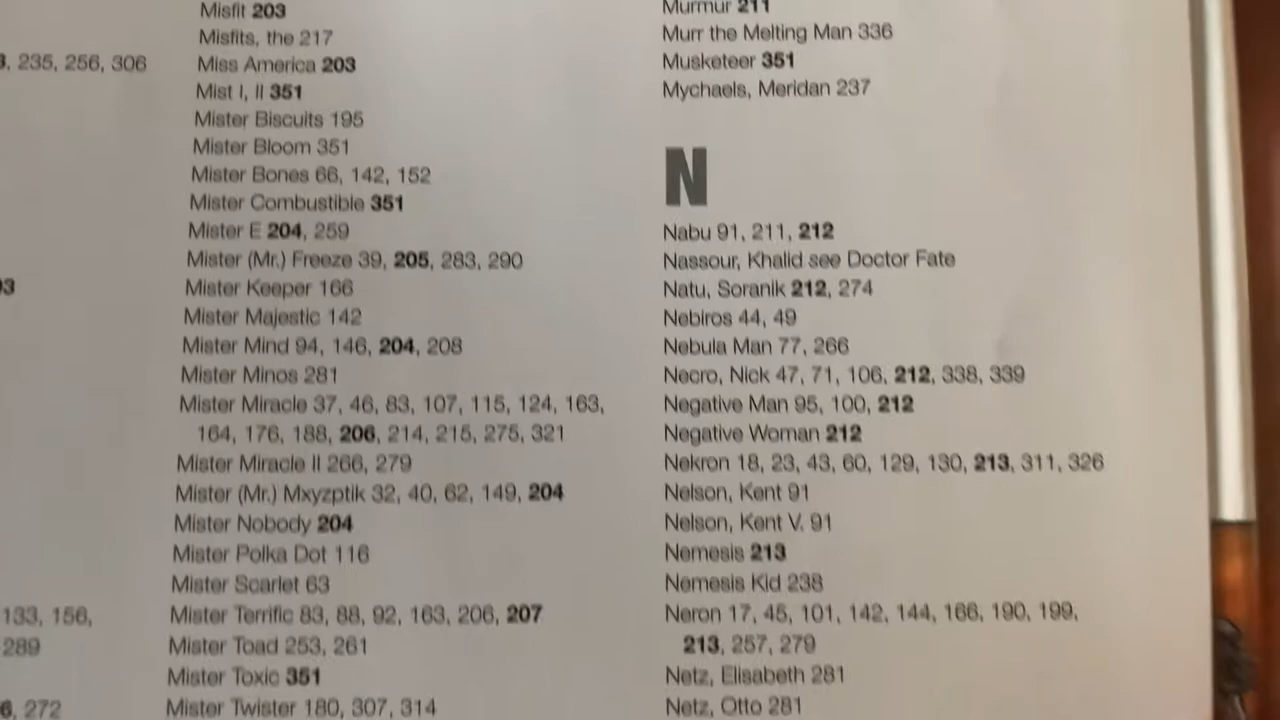 3, 235, 256, 306
93
133, 156,
289
6, 272
Misfit 203
Misfits, the 217
Miss America 203
Mist I, II 351
Mister Biscuits 195
Mister Bloom 351
Mister Bones 66, 142, 152
Mister Combustible 351
Mister E 204, 259
Mister (Mr.) Freeze 39, 205, 283, 290
Mister Keeper 166
Mister Majestic 142
Mister Mind 94, 146, 204, 208
Mister Minos 281
Mister Miracle 37, 46, 83, 107, 115, 124, 163,
164, 176, 188, 206, 214, 215, 275, 321
Mister Miracle II 266, 279
Mister (Mr.) Mxyzptlk 32, 40, 62, 149, 204
Mister Nobody 204
Mister Polka Dot 116
Mister Scarlet 63
Mister Terrific 83, 88, 92, 163, 206, 207
Mister Toad 253, 261
Mister Toxic 351
Mister Twister 180, 307, 314
Murmur 211
Murr the Melting Man 336
Musketeer 351
Mychaels, Meridan 237
N
Nabu 91, 211, 212
Nassour, Khalid see Doctor Fate
Natu, Soranik 212, 274
Nebiros 44, 49
Nebula Man 77, 266
Necro, Nick 47, 71, 106, 212, 338, 339
Negative Man 95, 100, 212
Negative Woman 212
Nekron 18, 23, 43, 60, 129, 130, 213, 311, 326
Nelson, Kent 91
Nelson, Kent V. 91
Nemesis 213
Nemesis Kid 238
Neron 17, 45, 101, 142, 144, 166, 190, 199,
213, 257, 279
Netz, Elisabeth 281
Netz, Otto 281